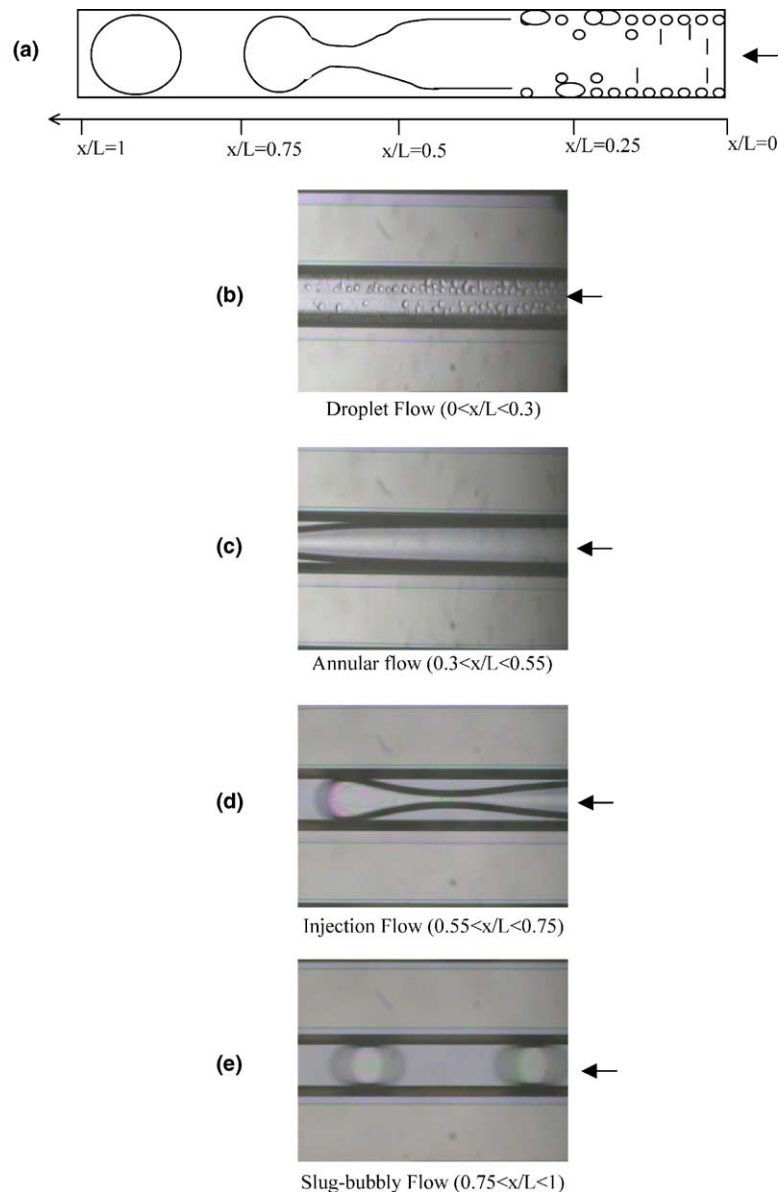 (a)
x/L=1 x/L=0.75 x/L=0.5 x/L=0.25 x/L=0
(b)
Droplet Flow (0<x/L<0.3)
(c)
Annular flow (0.3<x/L<0.55)
(d)
Injection Flow (0.55<x/L<0.75)
(e)
Slug-bubbly Flow (0.75<x/L<1)